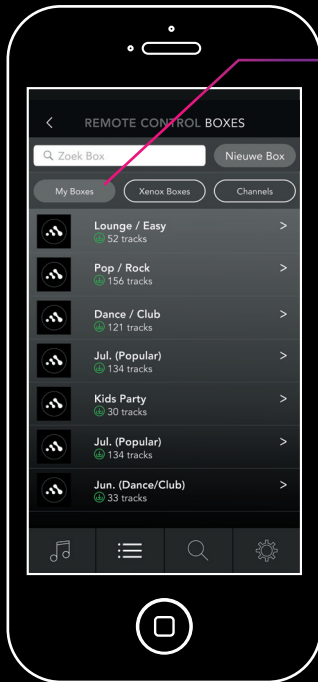 REMOTE CONTROL BOXES
Zoek Box
Nieuwe Box
My Boxes
Xenox Boxes
Channels
Lounge / Easy
52 tracks
Pop / Rock
156 tracks
Dance / Club
121 tracks
Jul. (Popular)
134 tracks
Kids Party
30 tracks
Jul. (Popular)
134 tracks
Jun. (Dance/Club)
33 tracks